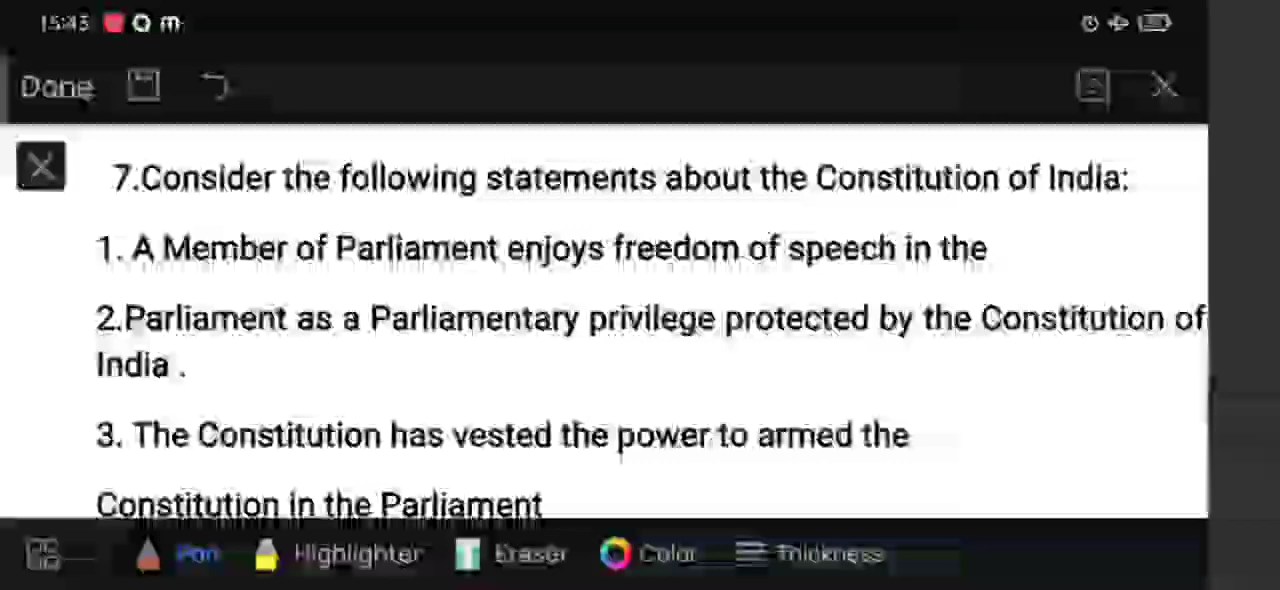 15:43 m
Done
7.Consider the following statements about the Constitution of India:
1. A Member of Parliament enjoys freedom of speech in the
2.Parliament as a Parliamentary privilege protected by the Constitution of
India .
3. The Constitution has vested the power to armed the
Constitution in the Parliament
Pen Highlighter Eraser Color Thickness